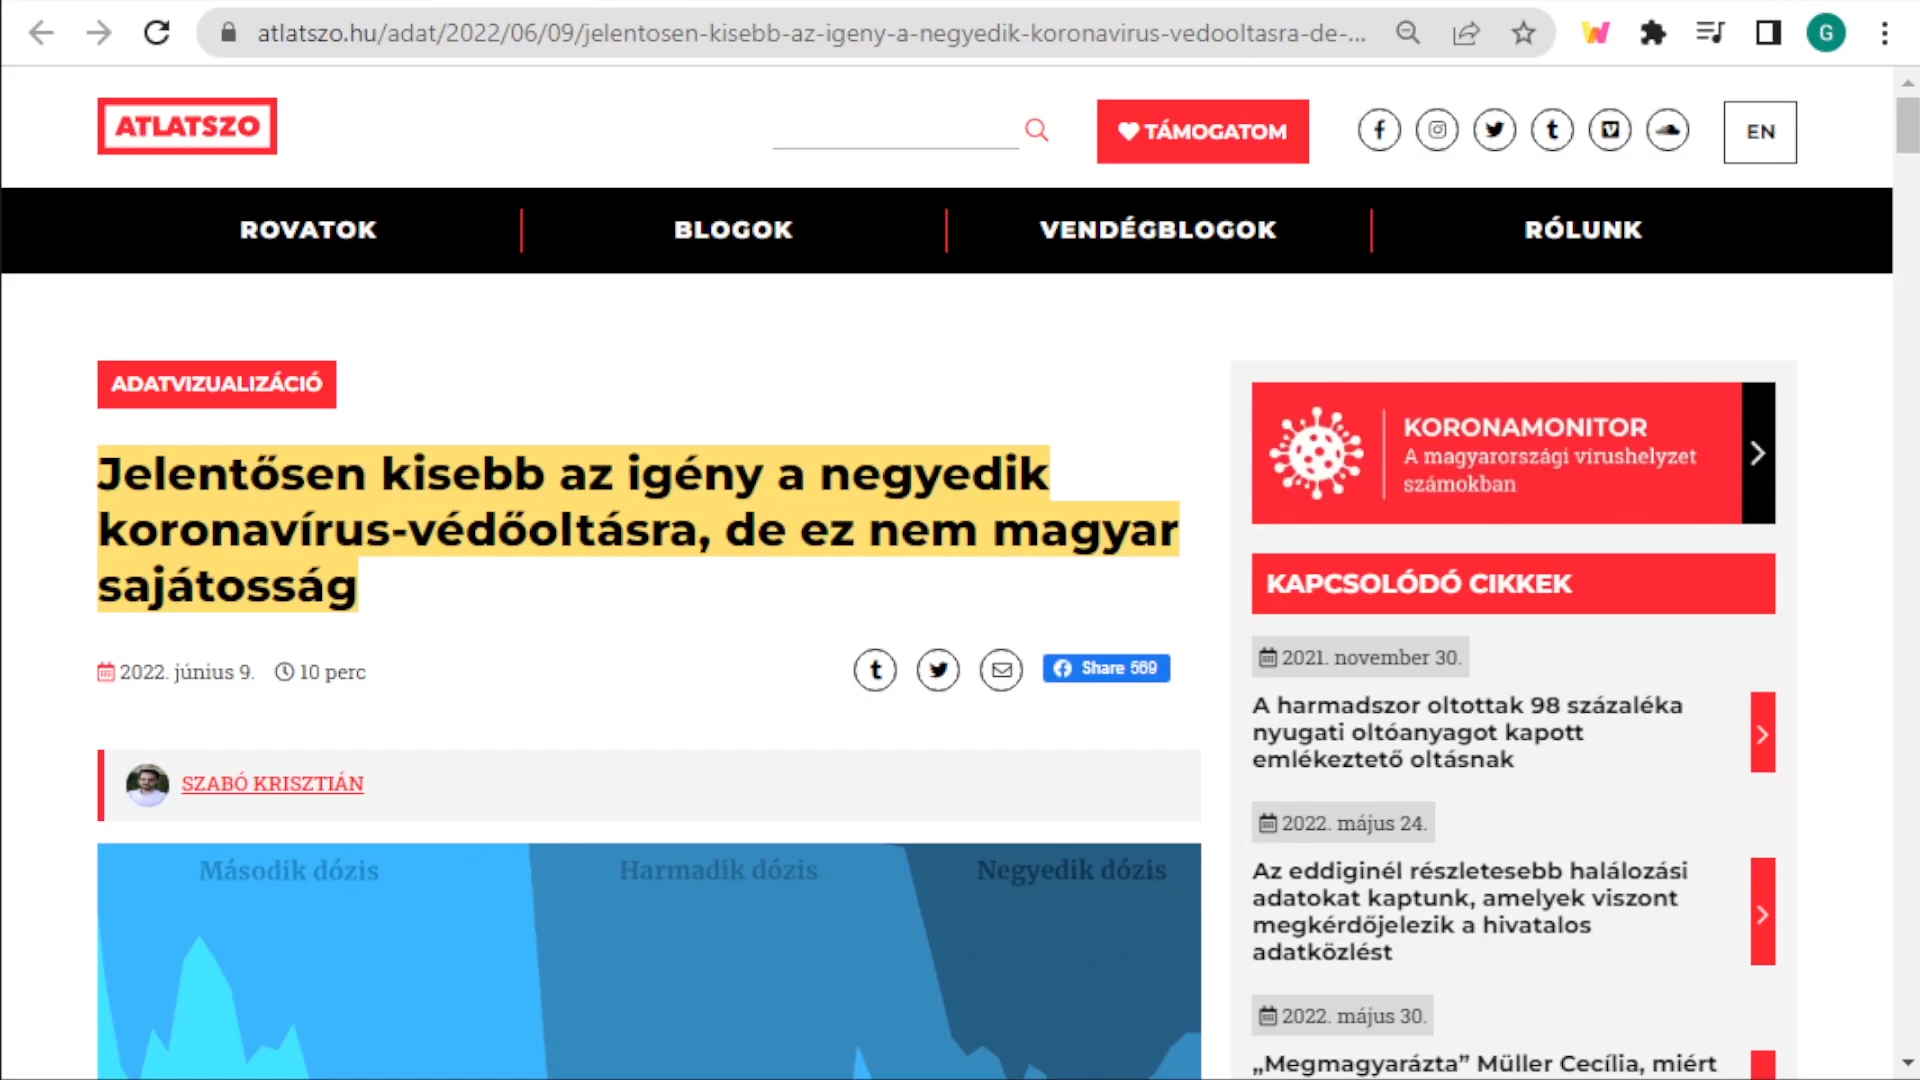 atlatszo.hu/adat/2022/06/09/jelentosen-kisebb-az-igeny-a-negyedik-koronavirus-vedooltasra-de-...
G
ATLATSZO
TÁMOGATOM
EN
ROVATOK
BLOGOK
VENDÉGBLOGOK
RÓLUNK
ADATVIZUALIZÁCIÓ
Jelentősen kisebb az igény a negyedik
koronavírus-védőoltásra, de ez nem magyar
sajátosság
2022. június 9.
10 perc
Share 569
SZABÓ KRISZTIÁN
Második dózis
Harmadik dózis
Negyedik dózis
KORONAMONITOR
A magyarországi vírushelyzet
számokban
KAPCSOLÓDÓ CIKKEK
2021. november 30.
A harmadszor oltottak 98 százaléka
nyugati oltóanyagot kapott
emlékeztető oltásnak
2022. május 24.
Az eddiginél részletesebb halálozási
adatokat kaptunk, amelyek viszont
megkérdőjelezik a hivatalos
adatközlést
2022. május 30.
„Megmagyarázta” Müller Cecília, miért